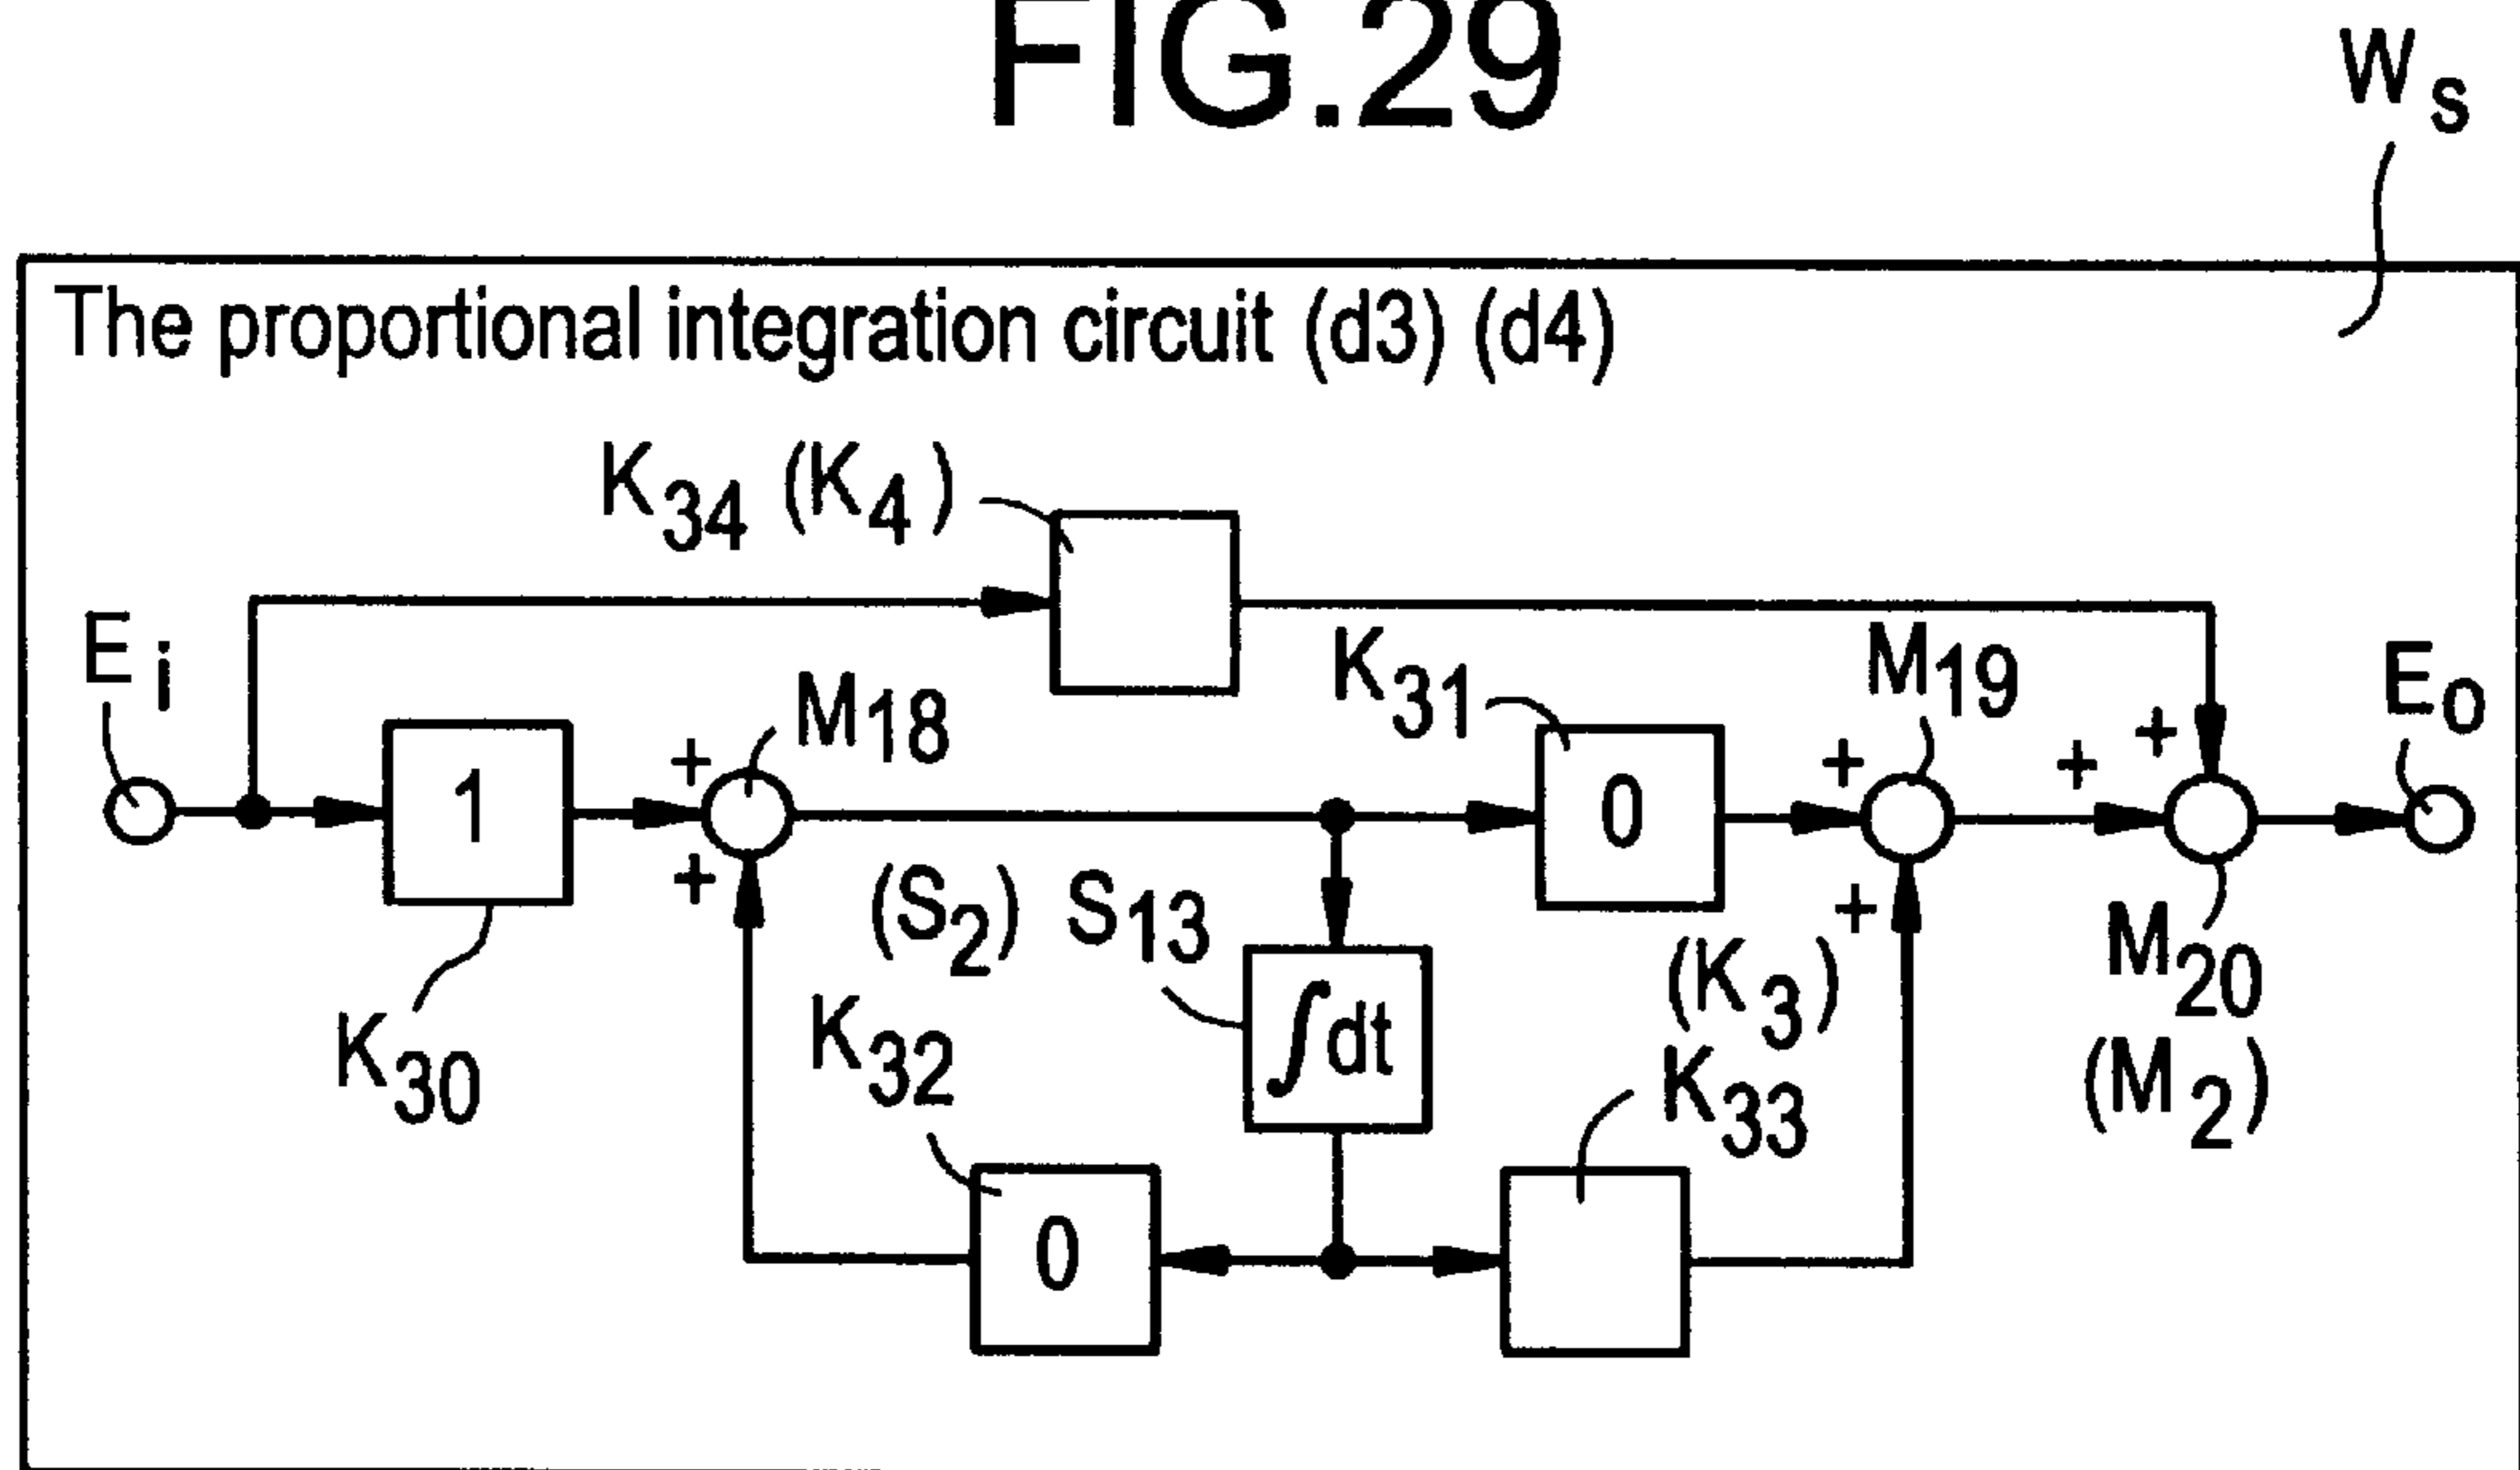 FIG.29
W S
The proportional integration circuit (d3) (d4)
K34 (K4)
Ei
M18
K31
M19
Eo
+
+
+
+
1
0
+
+
(S2) S13
(K3)
M20
(M2)
K30
K32
∫dt
K33
0